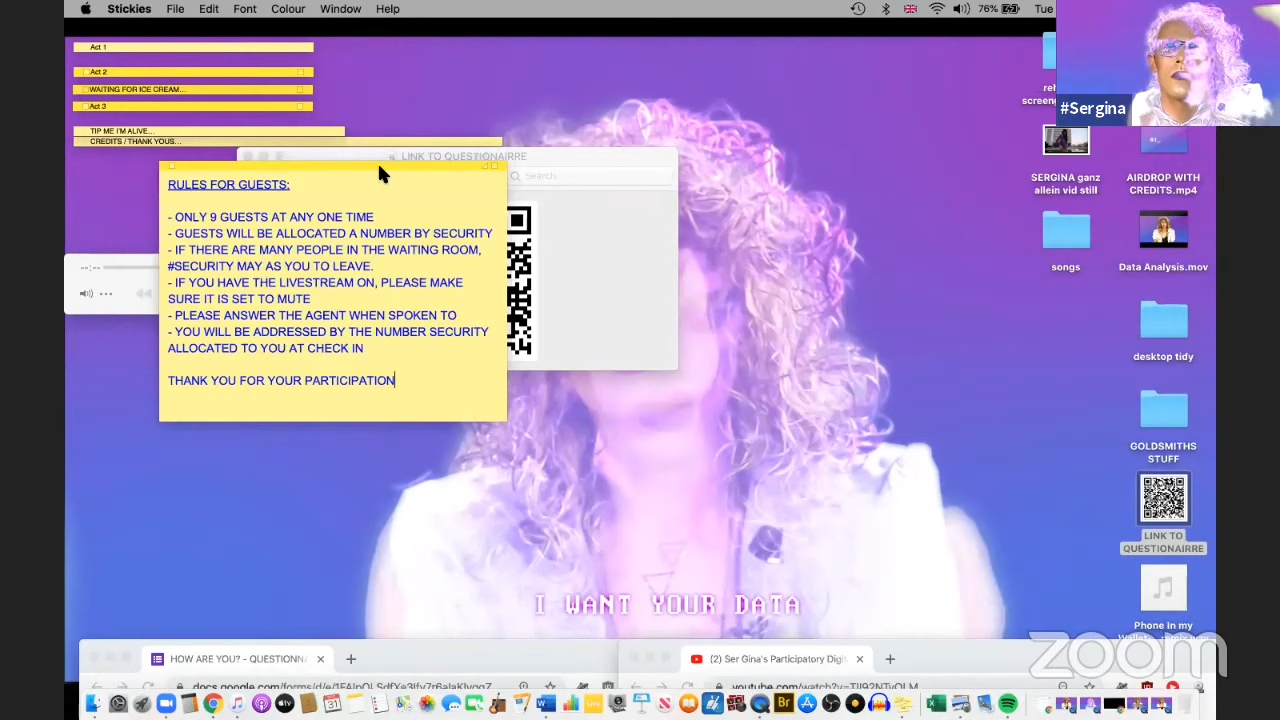 Stickies File Edit Font Colour Window Help
76%
Tue
Act 1
Act 2
WAITING FOR ICE CREAM...
Act 3
TIP ME I'M ALIVE...
CREDITS / THANK YOUS...
LINK TO QUESTIONAIRRE
Search
RULES FOR GUESTS:
- ONLY 9 GUESTS AT ANY ONE TIME
- GUESTS WILL BE ALLOCATED A NUMBER BY SECURITY
- IF THERE ARE MANY PEOPLE IN THE WAITING ROOM,
#SECURITY MAY AS YOU TO LEAVE.
- IF YOU HAVE THE LIVESTREAM ON, PLEASE MAKE
SURE IT IS SET TO MUTE
- PLEASE ANSWER THE AGENT WHEN SPOKEN TO
- YOU WILL BE ADDRESSED BY THE NUMBER SECURITY
ALLOCATED TO YOU AT CHECK IN
THANK YOU FOR YOUR PARTICIPATION
--:--
#Sergina
SERGINA ganz
allein vid still
AIRDROP WITH
CREDITS.mp4
songs
Data Analysis.mov
desktop tidy
GOLDSMITHS
STUFF
LINK TO
QUESTIONAIRRE
Phone In my
I WANT YOUR DATA
zoom
HOW ARE YOU? - QUESTIONN
(2) Ser Gina's Participatory Digit